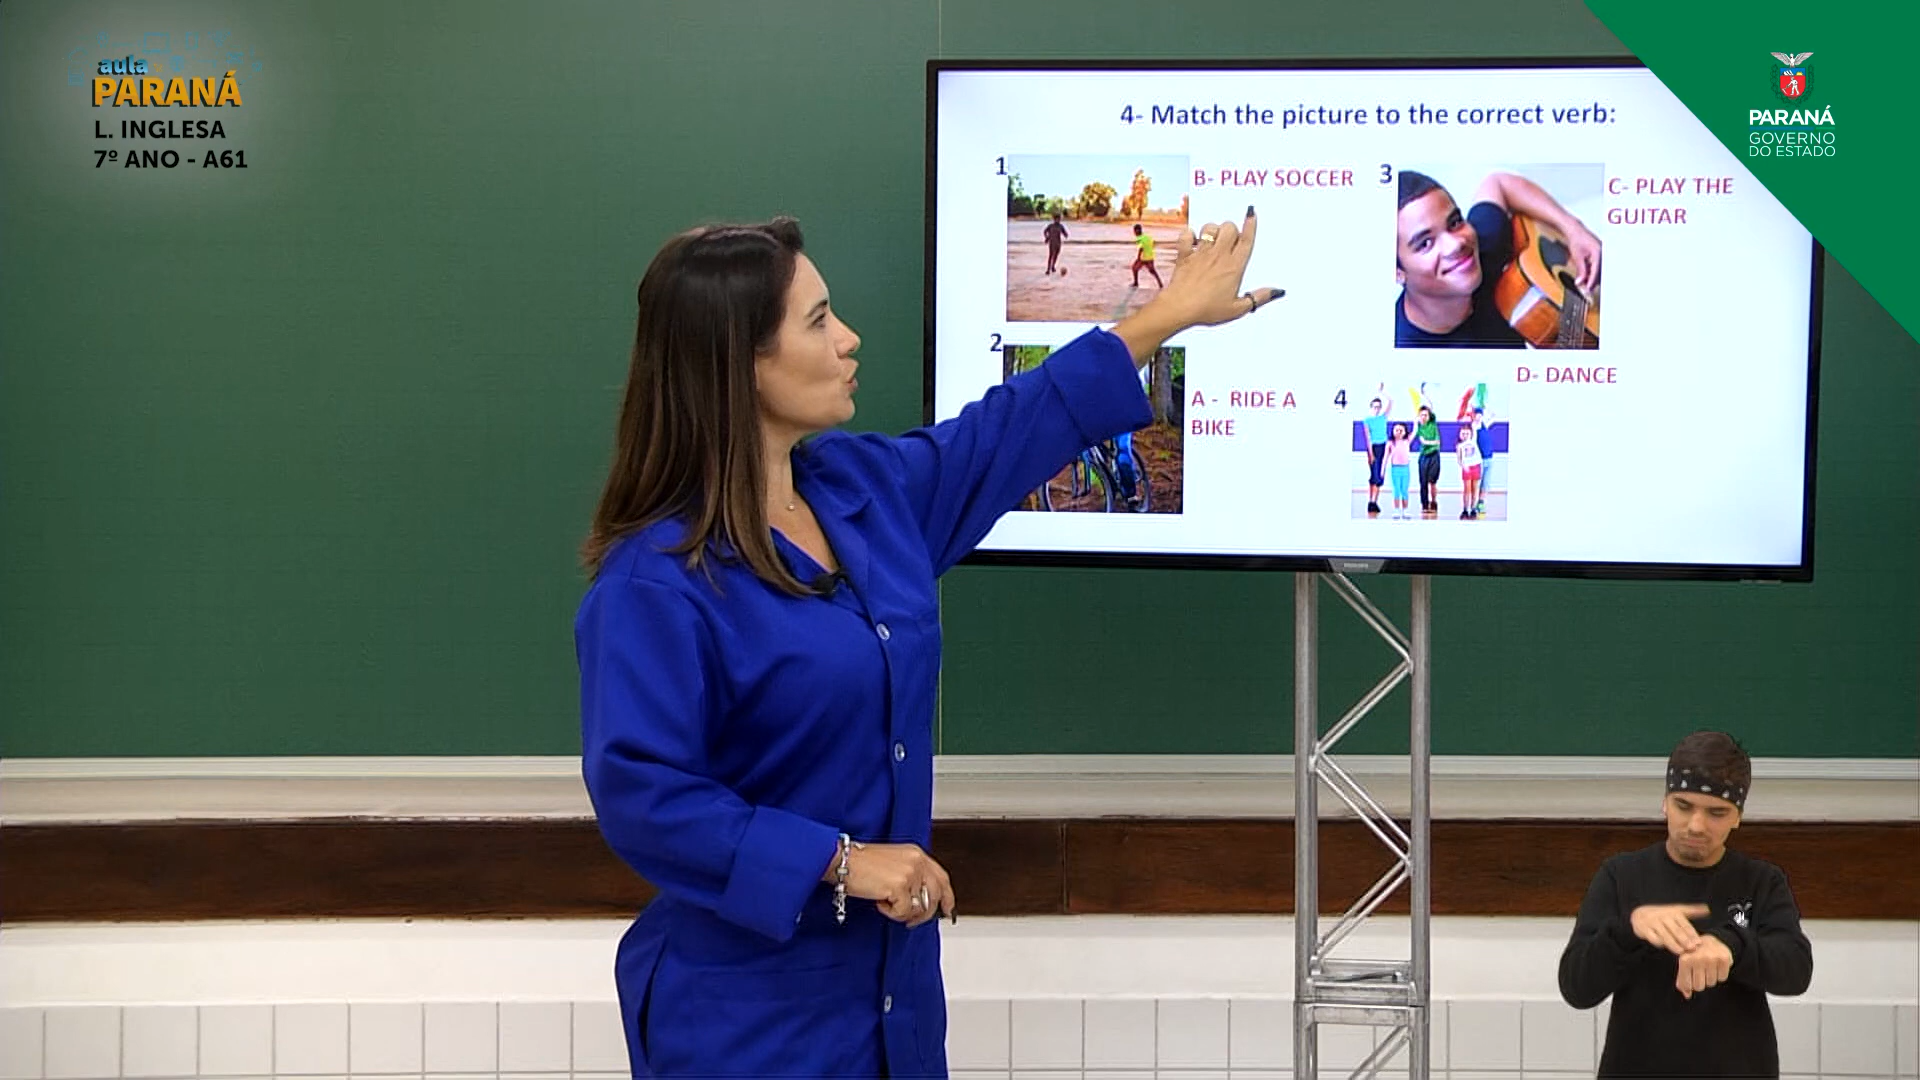 aula
PARANÁ
L. INGLESA
7º ANO - A61
4- Match the picture to the correct verb:
1
B- PLAY SOCCER
3
C- PLAY THE
GUITAR
2
A - RIDE A
BIKE
4
D- DANCE
PARANÁ
GOVERNO
DO ESTADO
PHILIPS